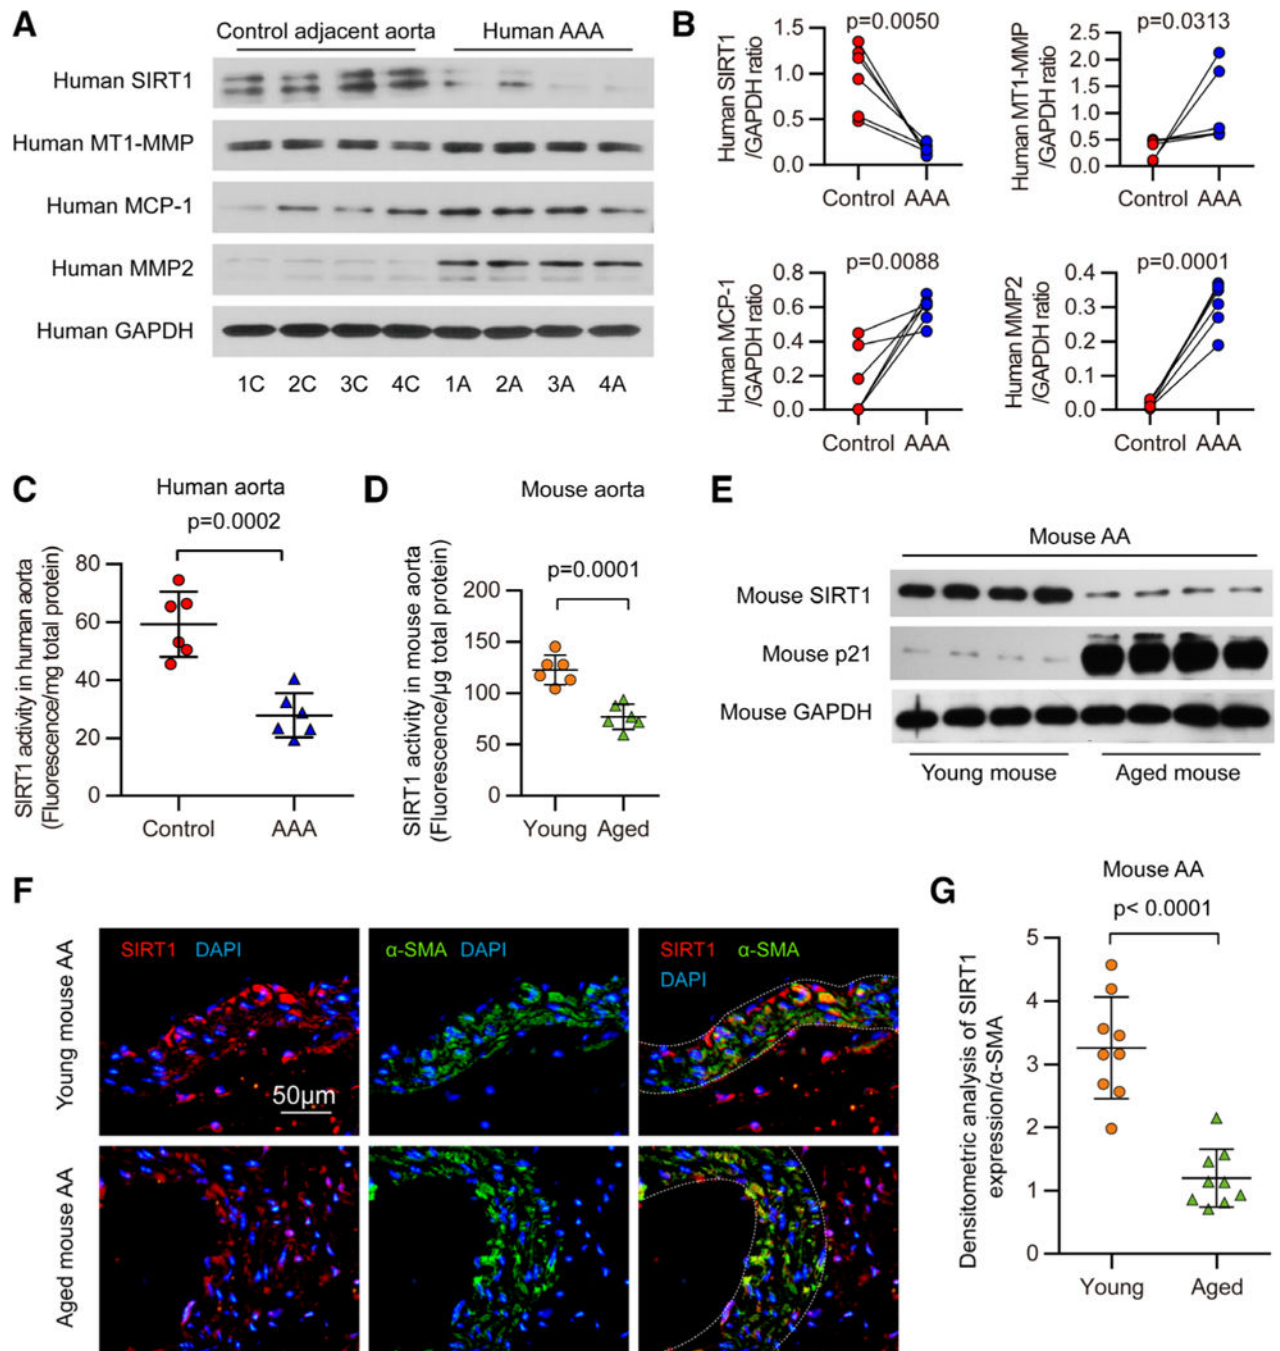 A
Control adjacent aorta
Human AAA
Human SIRT1
Human MT1-MMP
Human MCP-1
Human MMP2
Human GAPDH
1C 2C 3C 4C 1A 2A 3A 4A
B
p=0.0050
Human SIRT1
/GAPDH ratio
1.5
1.0
0.5
0.0
Control AAA
p=0.0313
Human MT1-MMP
/GAPDH ratio
2.5
2.0
1.5
1.0
0.5
0.0
Control AAA
p=0.0088
Human MCP-1
/GAPDH ratio
0.8
0.6
0.4
0.2
0.0
Control AAA
p=0.0001
Human MMP2
/GAPDH ratio
0.4
0.3
0.2
0.1
0.0
Control AAA
C
Human aorta
p=0.0002
SIRT1 activity in human aorta
(Fluorescence/mg total protein)
80
60
40
20
0
Control AAA
D
Mouse aorta
p=0.0001
SIRT1 activity in mouse aorta
(Fluorescence/µg total protein)
200
150
100
50
0
Young Aged
E
Mouse AA
Mouse SIRT1
Mouse p21
Mouse GAPDH
Young mouse
Aged mouse
F
Young mouse AA
SIRT1 DAPI
50µm
α-SMA DAPI
SIRT1 α-SMA
DAPI
Aged mouse AA
G
Mouse AA
p< 0.0001
Densitometric analysis of SIRT1
expression/α-SMA
5
4
3
2
1
0
Young Aged